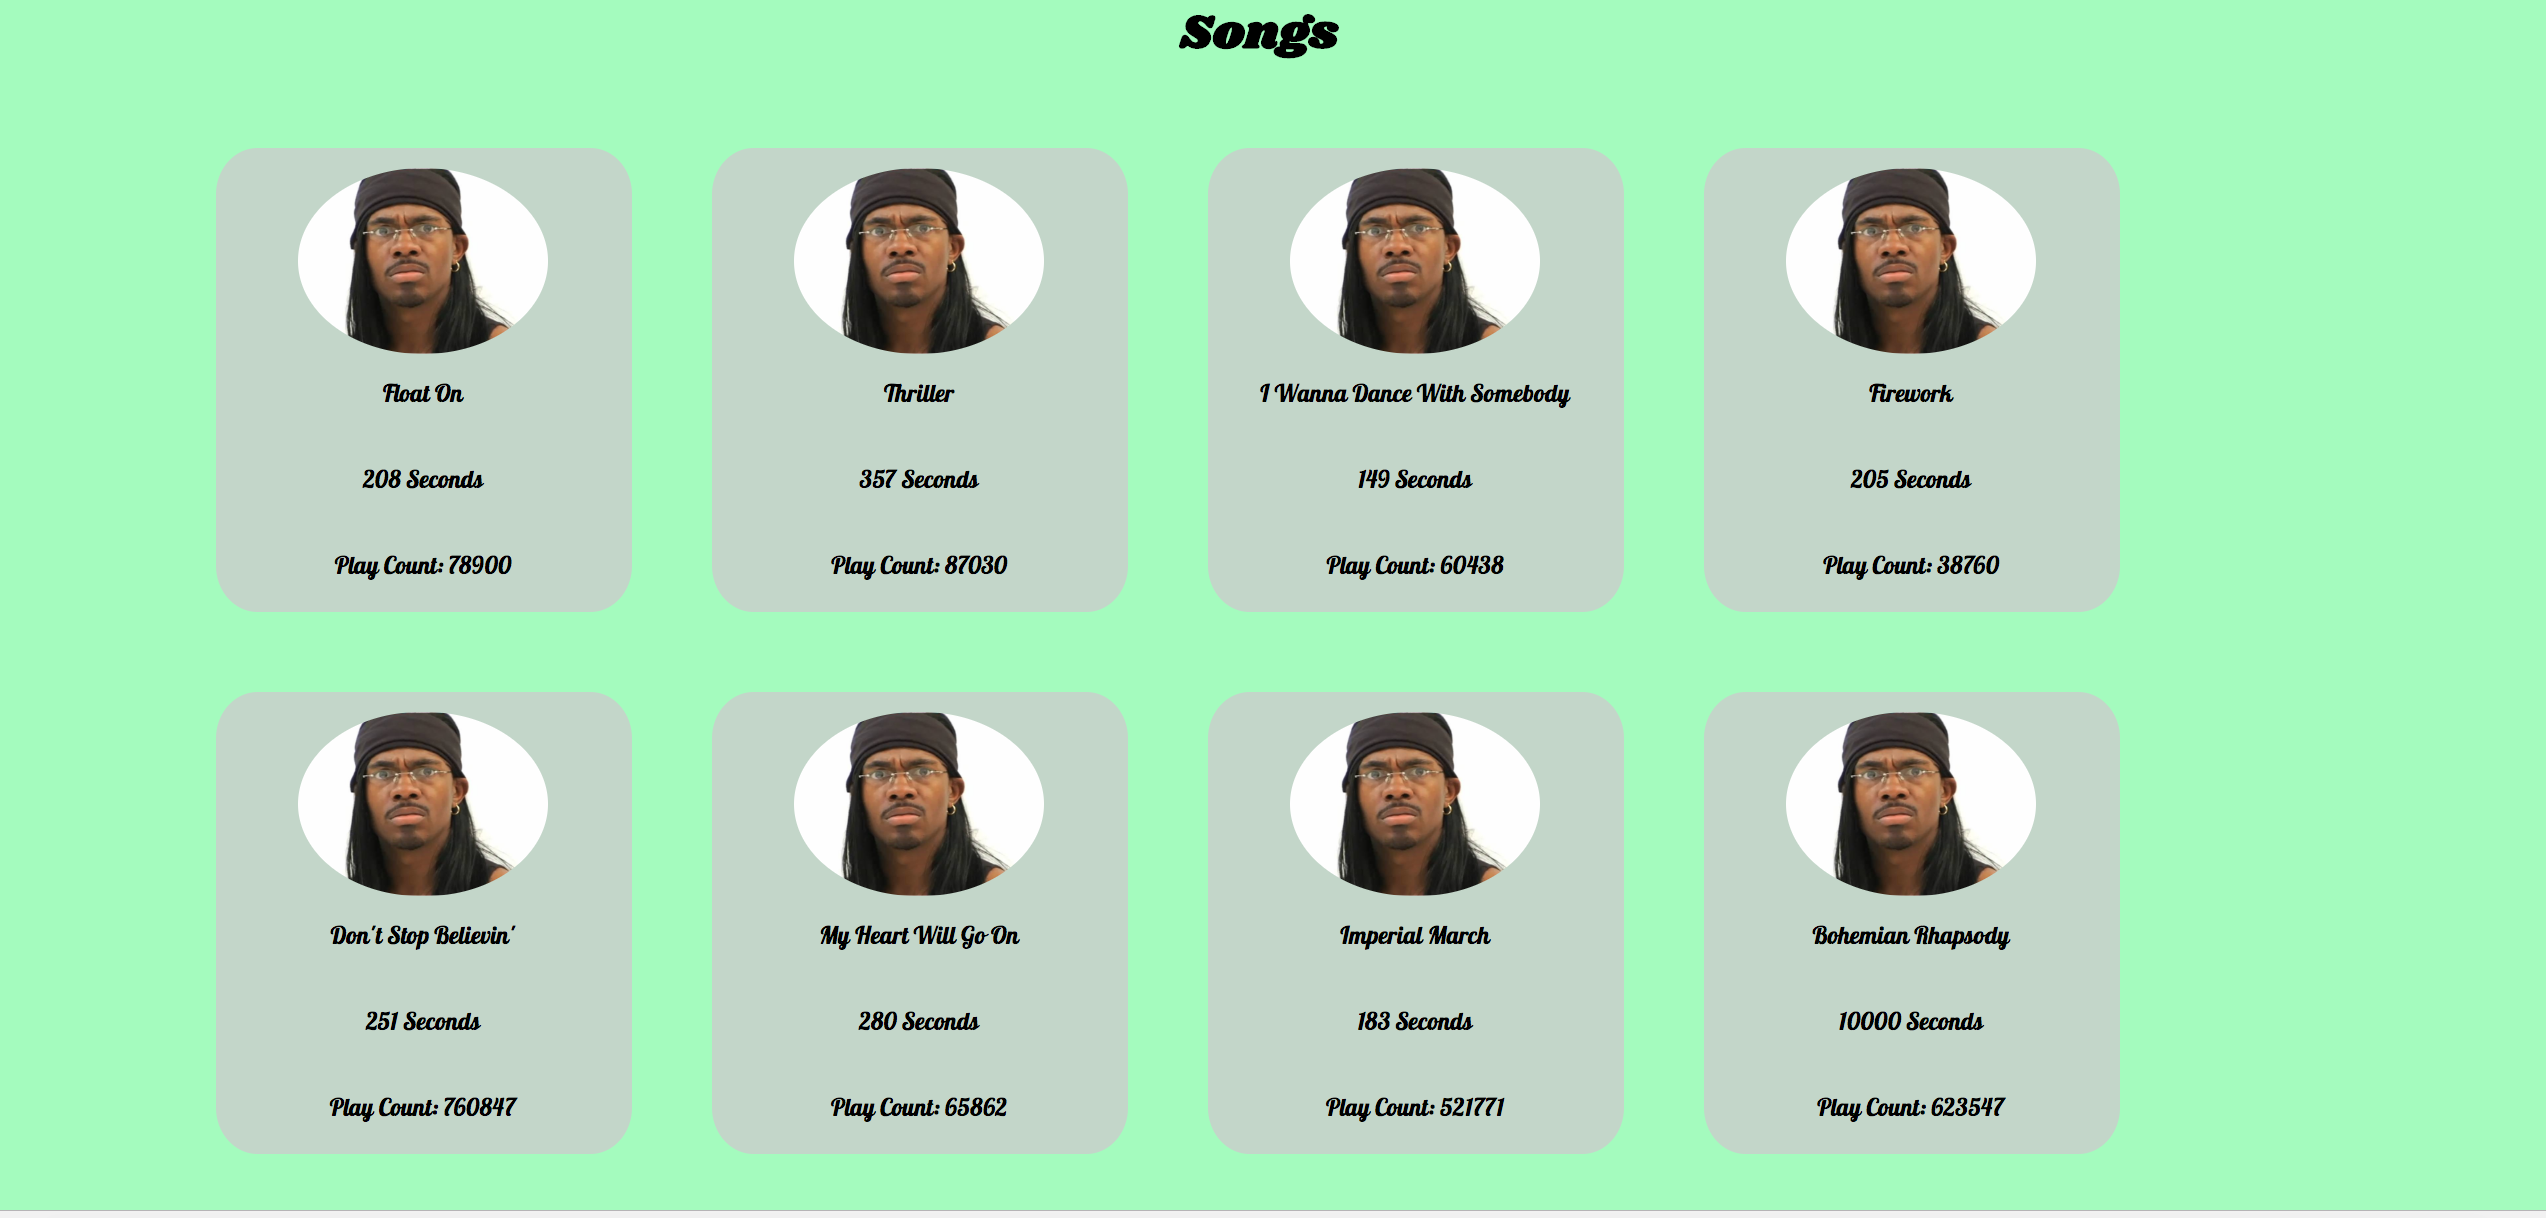 Songs
Float On
208 Seconds
Play Count: 78900
Thriller
357 Seconds
Play Count: 87030
I Wanna Dance With Somebody
149 Seconds
Play Count: 60438
Firework
205 Seconds
Play Count: 38760
Don't Stop Believin'
251 Seconds
Play Count: 760847
My Heart Will Go On
280 Seconds
Play Count: 65862
Imperial March
183 Seconds
Play Count: 521771
Bohemian Rhapsody
10000 Seconds
Play Count: 623547